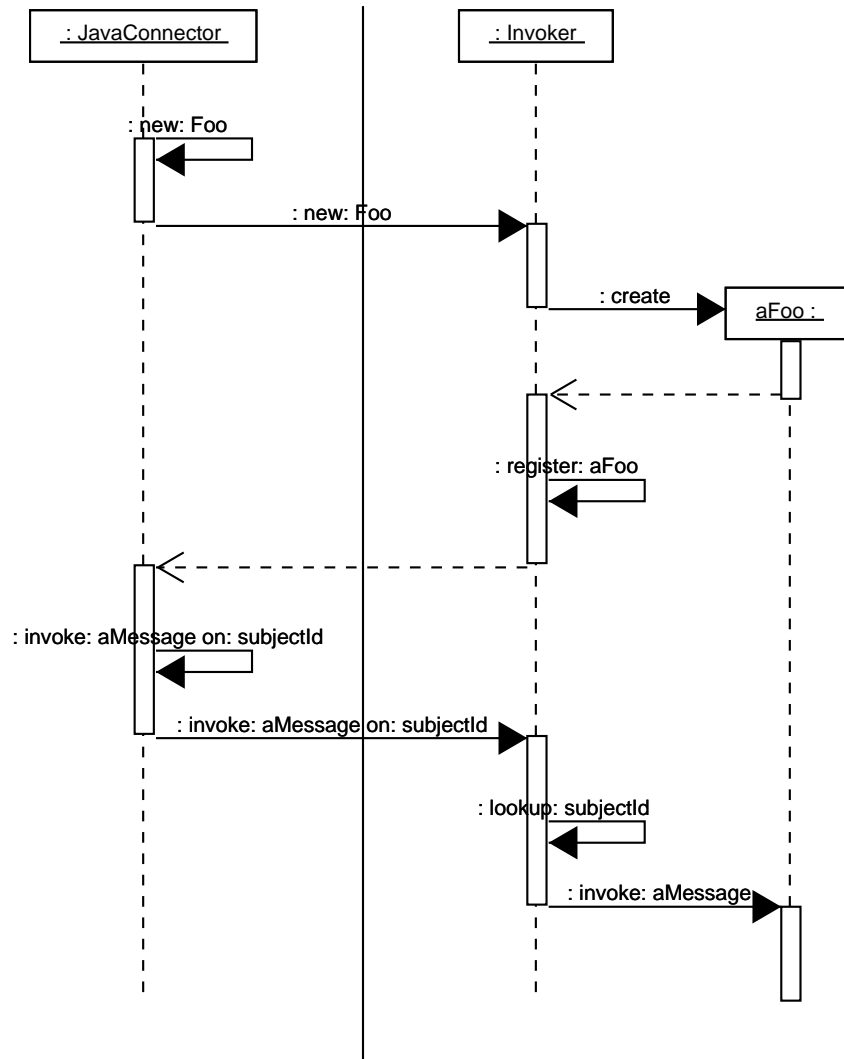 : JavaConnector
: Invoker
: new: Foo
: new: Foo
: create
aFoo :
: register: aFoo
: invoke: aMessage on: subjectId
: invoke: aMessage on: subjectId
: lookup: subjectId
: invoke: aMessage